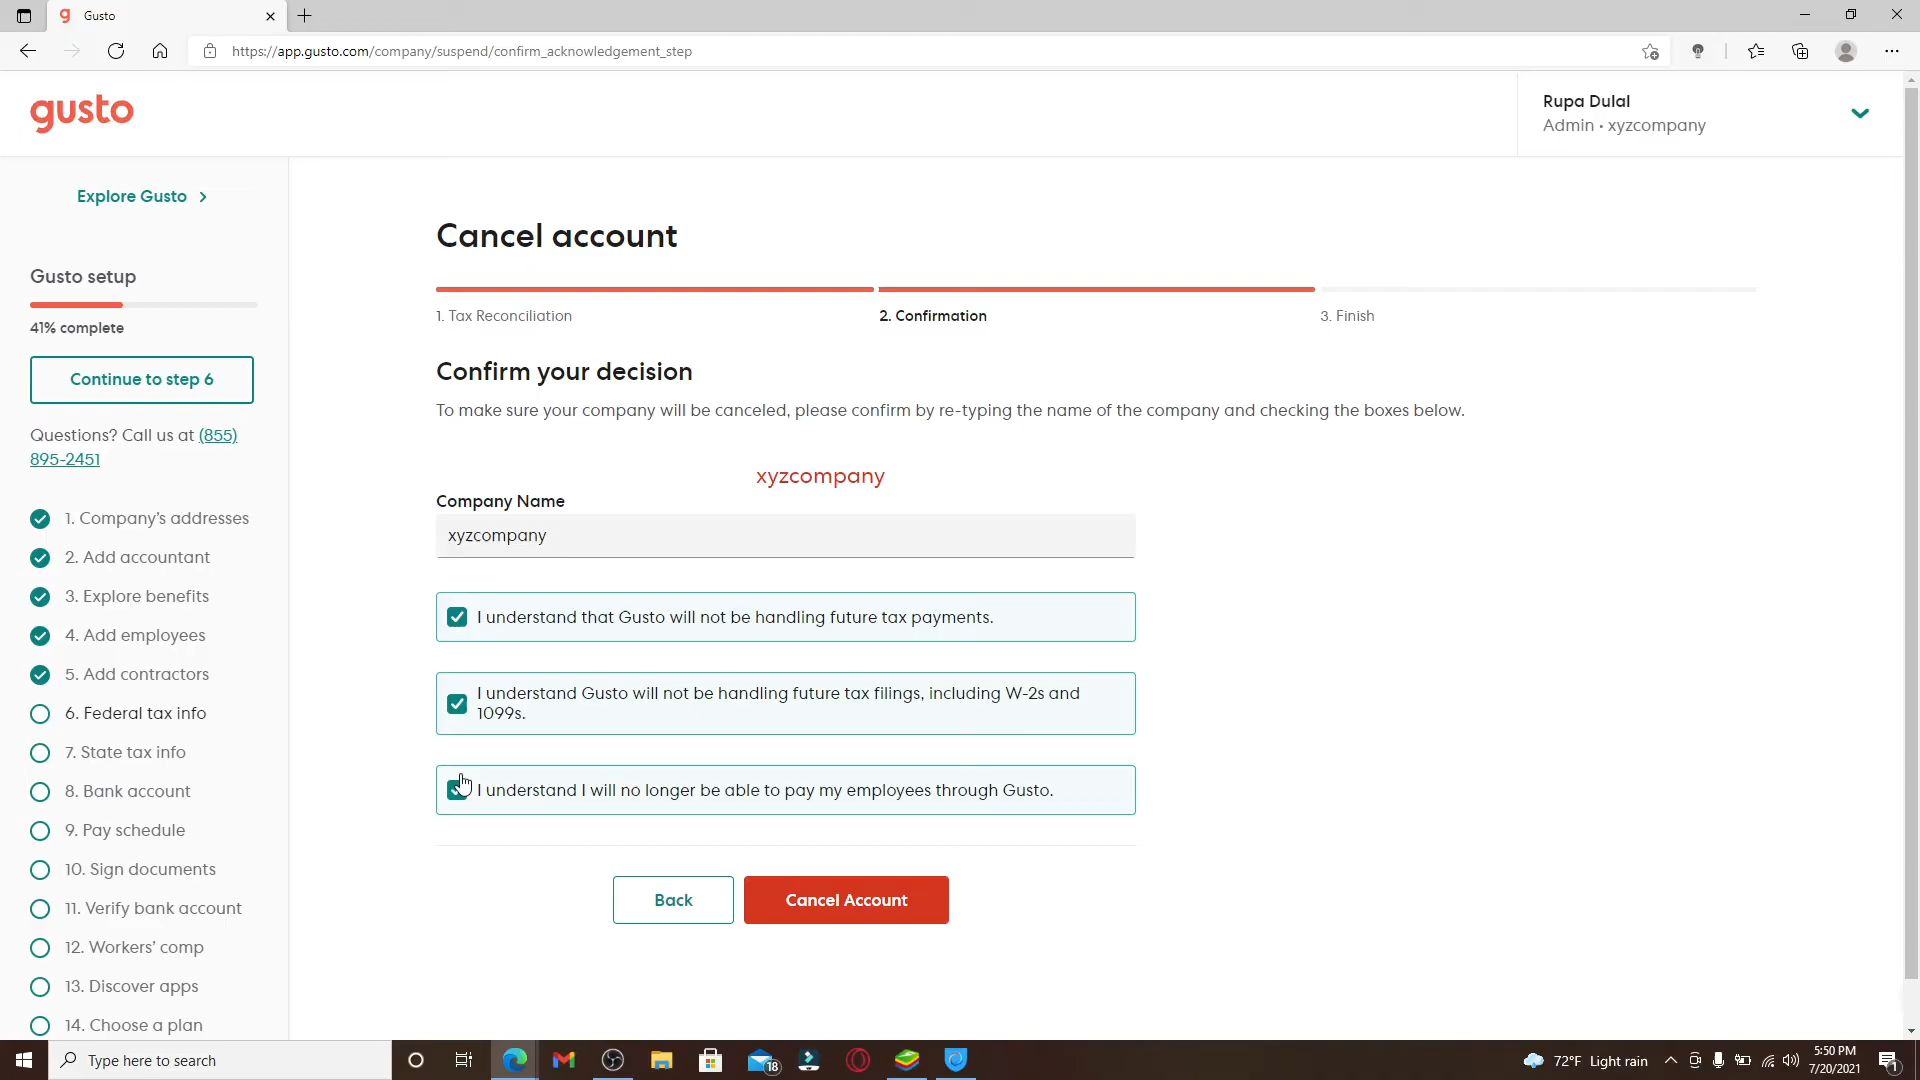 Gusto
https://app.gusto.com/company/suspend/confirm_acknowledgement_step
gusto
Rupa Dulal
Admin • xyzcompany
Explore Gusto
Gusto setup
41% complete
Continue to step 6
Questions? Call us at (855)
895-2451
1. Company's addresses
2. Add accountant
3. Explore benefits
4. Add employees
5. Add contractors
6. Federal tax info
7. State tax info
8. Bank account
9. Pay schedule
10. Sign documents
11. Verify bank account
12. Workers' comp
13. Discover apps
14. Choose a plan
Cancel account
1. Tax Reconciliation
2. Confirmation
3. Finish
Confirm your decision
To make sure your company will be canceled, please confirm by re-typing the name of the company and checking the boxes below.
xyzcompany
Company Name
xyzcompany
I understand that Gusto will not be handling future tax payments.
I understand Gusto will not be handling future tax filings, including W-2s and
1099s.
I understand I will no longer be able to pay my employees through Gusto.
Back
Cancel Account
Type here to search
18
72°F Light rain
5:50 PM
7/20/2021
1